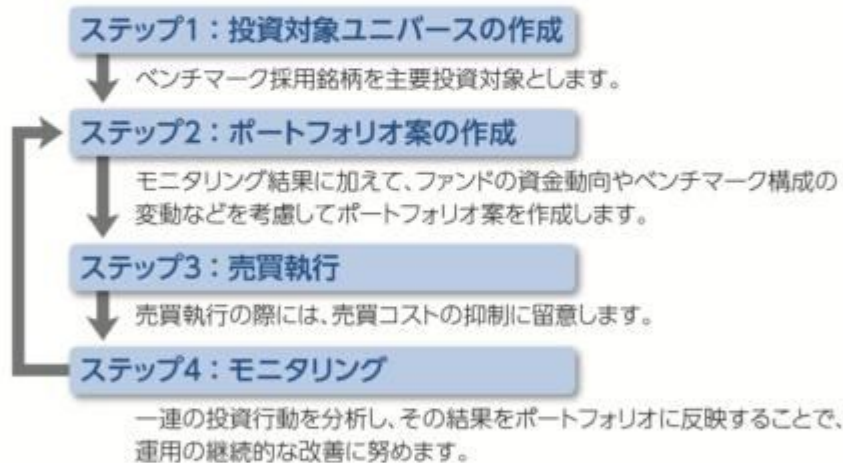 ステップ1：投資対象ユニバースの作成
ベンチマーク採用銘柄を主要投資対象とします。
ステップ2：ポートフォリオ案の作成
モニタリング結果に加えて、ファンドの資金動向やベンチマーク構成の
変動などを考慮してポートフォリオ案を作成します。
ステップ3：売買執行
売買執行の際には、売買コストの抑制に留意します。
ステップ4：モニタリング
一連の投資行動を分析し、その結果をポートフォリオに反映することで、
運用の継続的な改善に努めます。